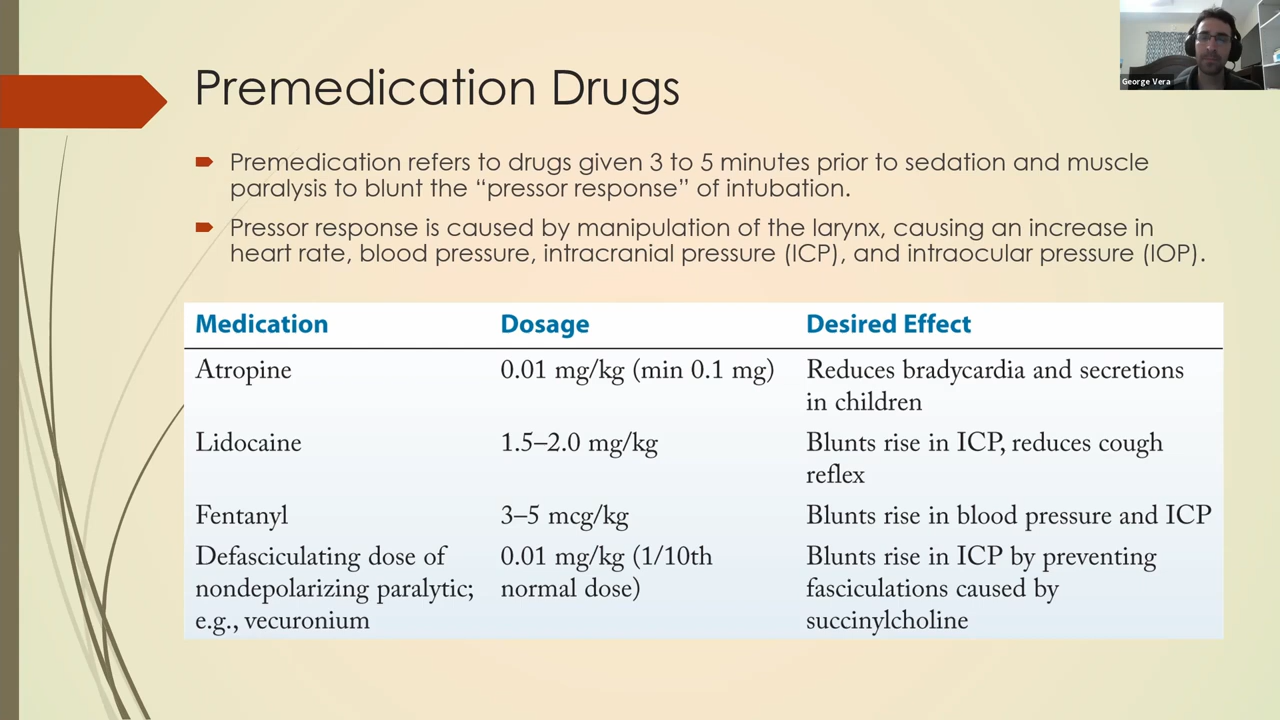 George Vera
Premedication Drugs
Premedication refers to drugs given 3 to 5 minutes prior to sedation and muscle
paralysis to blunt the “pressor response” of intubation.
Pressor response is caused by manipulation of the larynx, causing an increase in
heart rate, blood pressure, intracranial pressure (ICP), and intraocular pressure (IOP).
Medication Dosage Desired Effect
Atropine 0.01 mg/kg (min 0.1 mg) Reduces bradycardia and secretions
in children
Lidocaine 1.5–2.0 mg/kg Blunts rise in ICP, reduces cough
reflex
Fentanyl 3–5 mcg/kg Blunts rise in blood pressure and ICP
Defasciculating dose of 0.01 mg/kg (1/10th Blunts rise in ICP by preventing
nondepolarizing paralytic; normal dose) fasciculations caused by
e.g., vecuronium succinylcholine